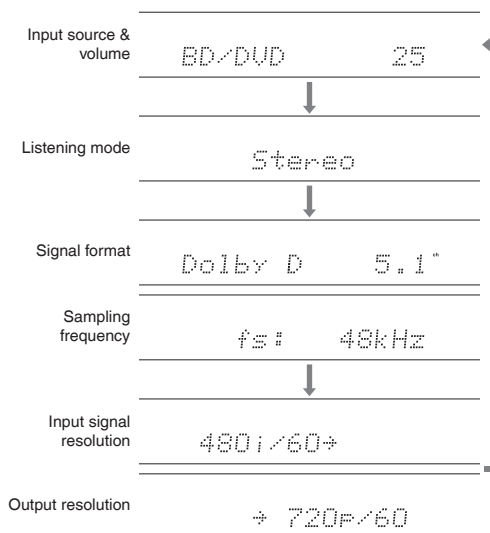 Input source &
volume
BD/DVD 25
Listening mode
Stereo
Signal format
Dolby D 5.1
Sampling
frequency
fs: 48kHz
Input signal
resolution
480i/60→
Output resolution
→ 720p/60